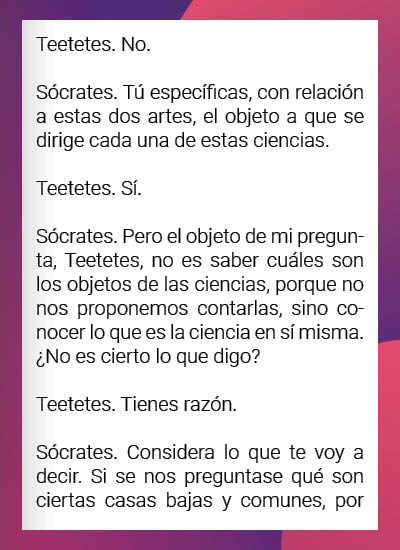 Teetetes. No.
Sócrates. Tú específicas, con relación
a estas dos artes, el objeto a que se
dirige cada una de estas ciencias.
Teetetes. Sí.
Sócrates. Pero el objeto de mi pregun-
ta, Teetetes, no es saber cuáles son
los objetos de las ciencias, porque no
nos proponemos contarlas, sino co-
nocer lo que es la ciencia en sí misma.
¿No es cierto lo que digo?
Teetetes. Tienes razón.
Sócrates. Considera lo que te voy a
decir. Si se nos preguntase qué son
ciertas casas bajas y comunes, por